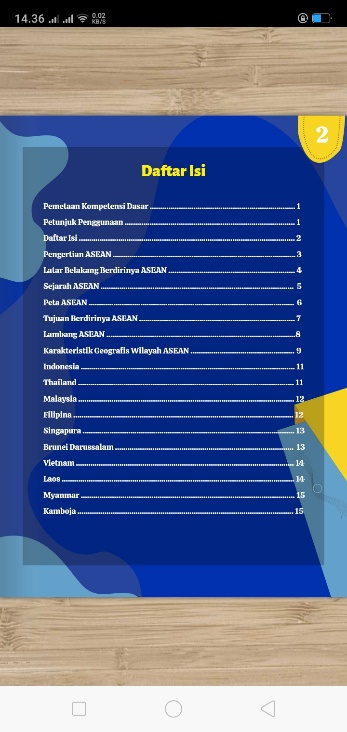 14.36
0.02
KB/S
2
Daftar Isi
Pemetaan Kompetensi Dasar ........ 1
Petunjuk Penggunaan ........ 1
Daftar Isi ........ 2
Pengertian ASEAN ........ 3
Latar Belakang Berdirinya ASEAN ........ 4
Sejarah ASEAN ........ 5
Peta ASEAN ........ 6
Tujuan Berdirinya ASEAN ........ 7
Lambang ASEAN ........ 8
Karakteristik Geografis Wilayah ASEAN ........ 9
Indonesia ........ 11
Thailand ........ 11
Malaysia ........ 12
Filipina ........ 12
Singapura ........ 13
Brunei Darussalam ........ 13
Vietnam ........ 14
Laos ........ 14
Myanmar ........ 15
Kamboja ........ 15